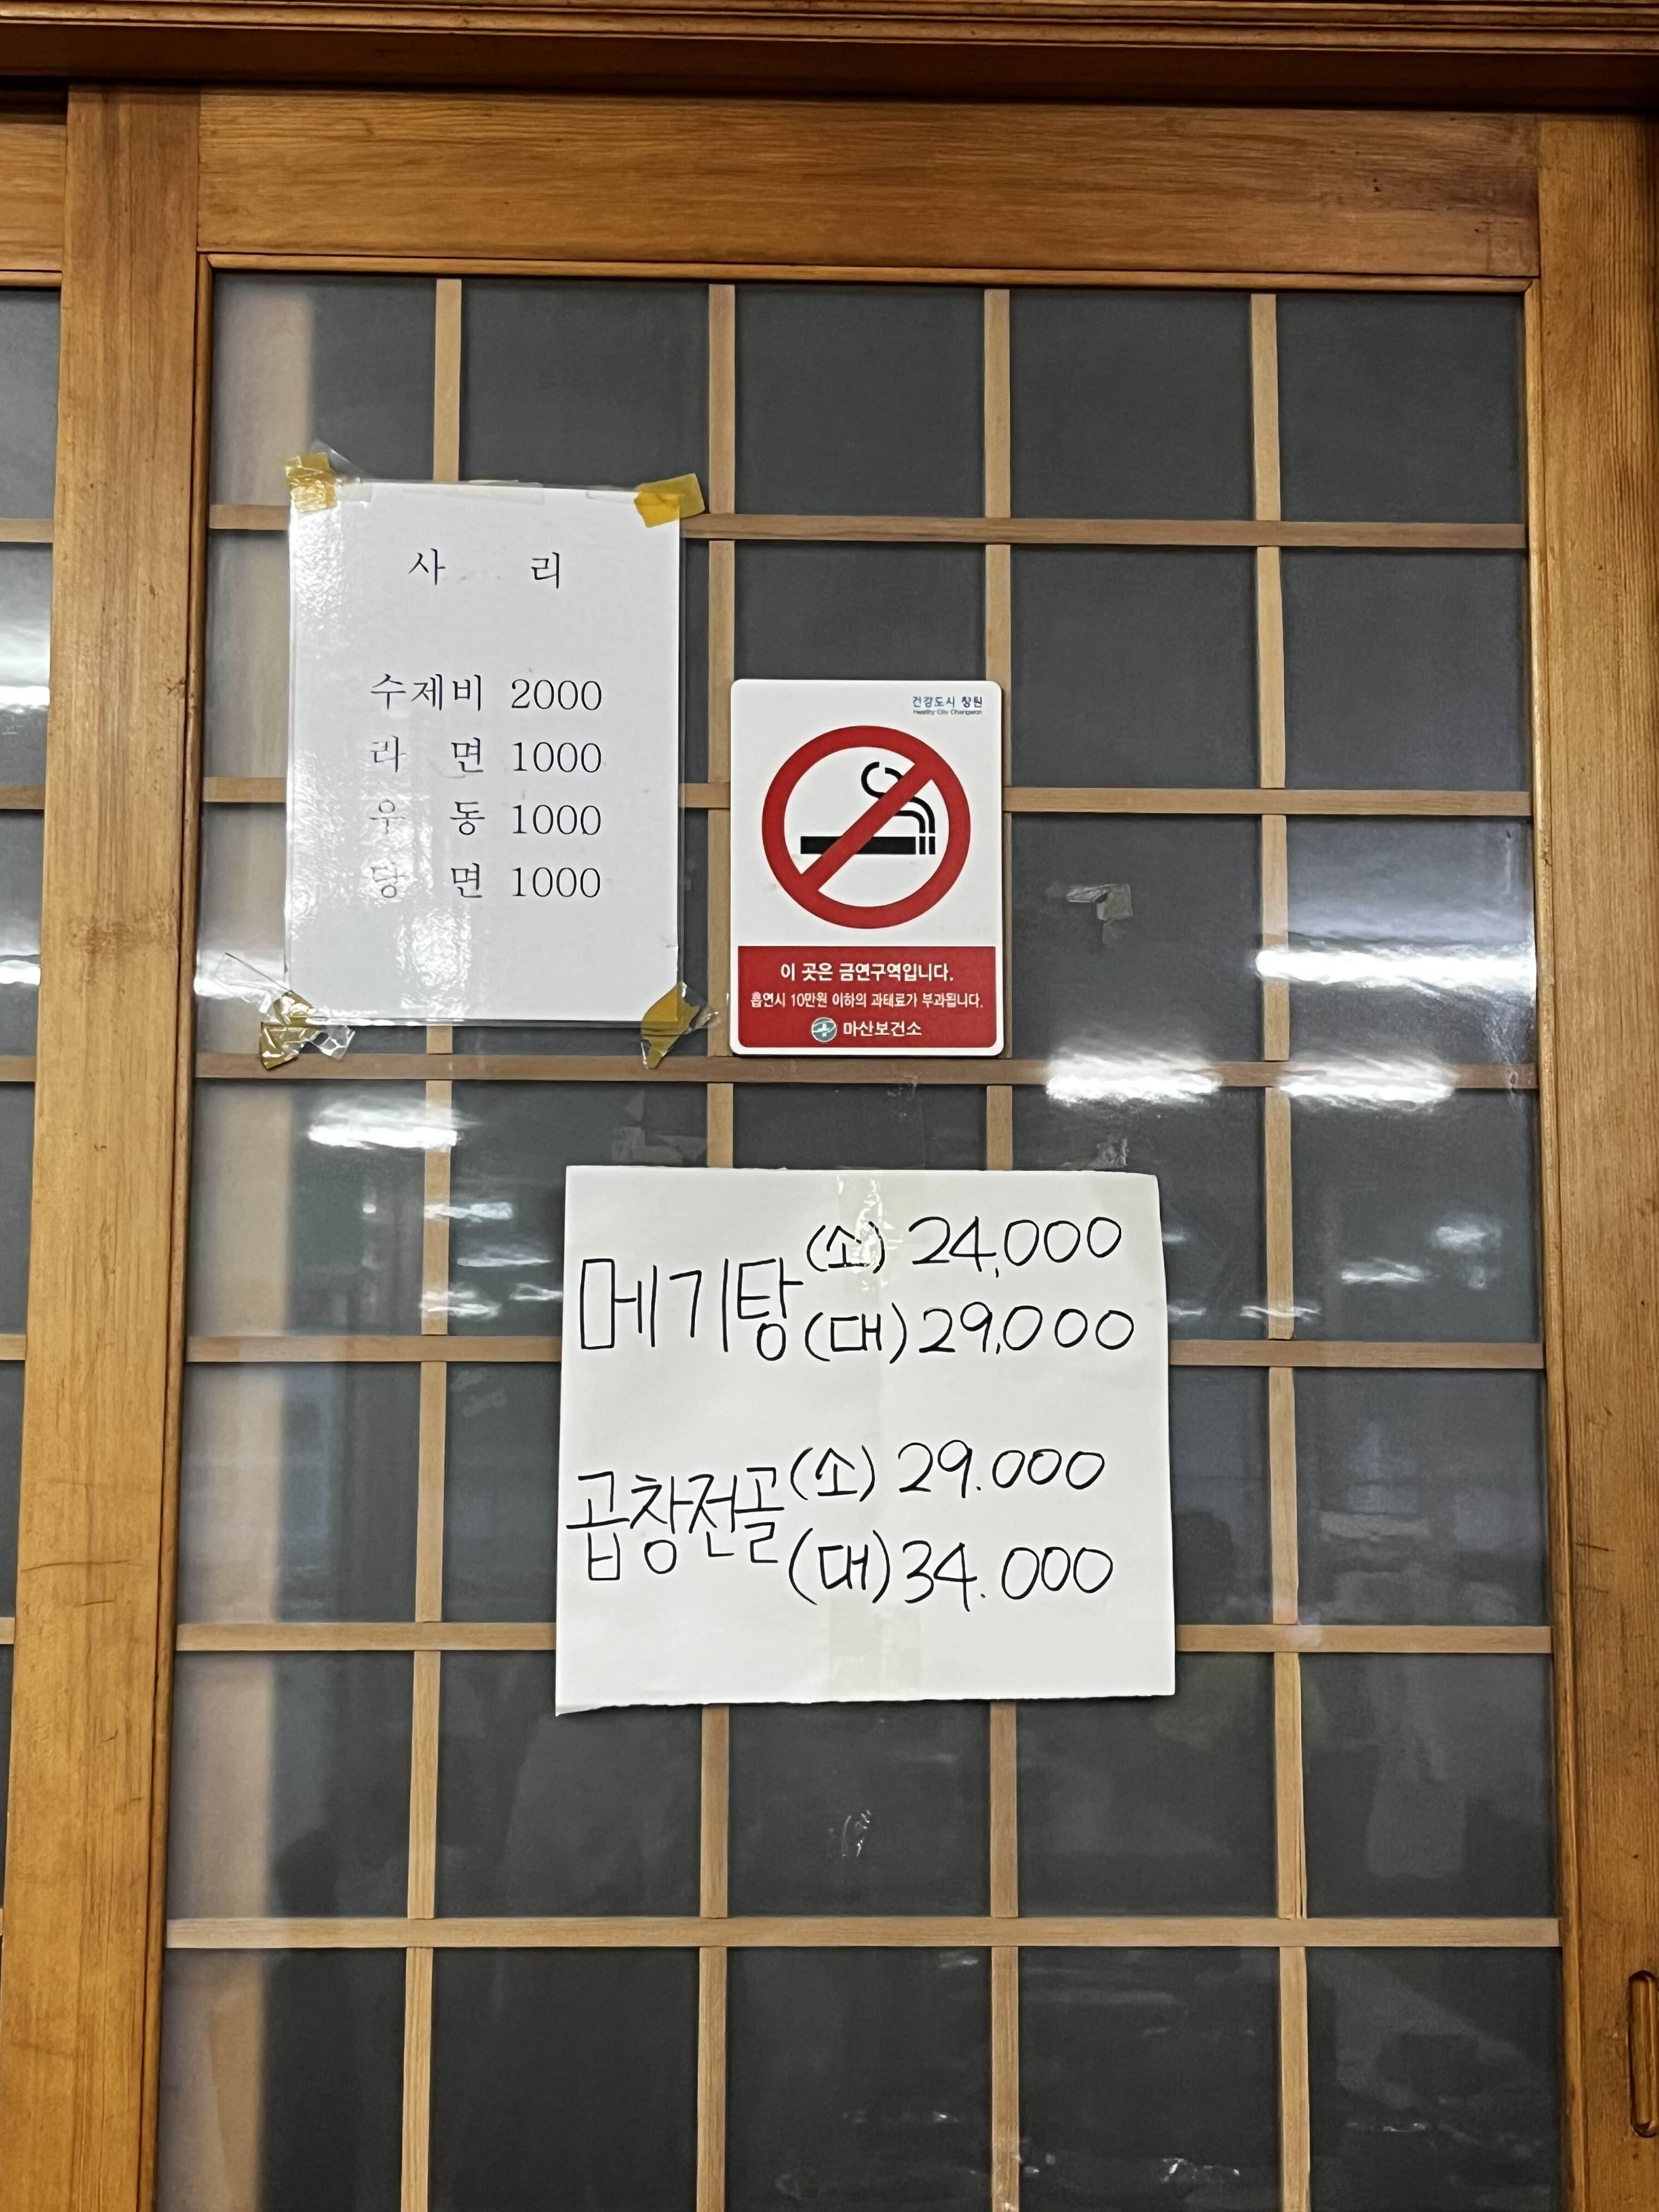 사 리
수제비 2000
라 면 1000
우 동 1000
당 면 1000
건강도시 창원
Healthy City Changwon
이 곳은 금연구역입니다.
흡연시 10만원 이하의 과태료가 부과됩니다.
마산보건소
메기탕 (소) 24,000
(대) 29,000
곱창전골 (소) 29.000
(대) 34.000